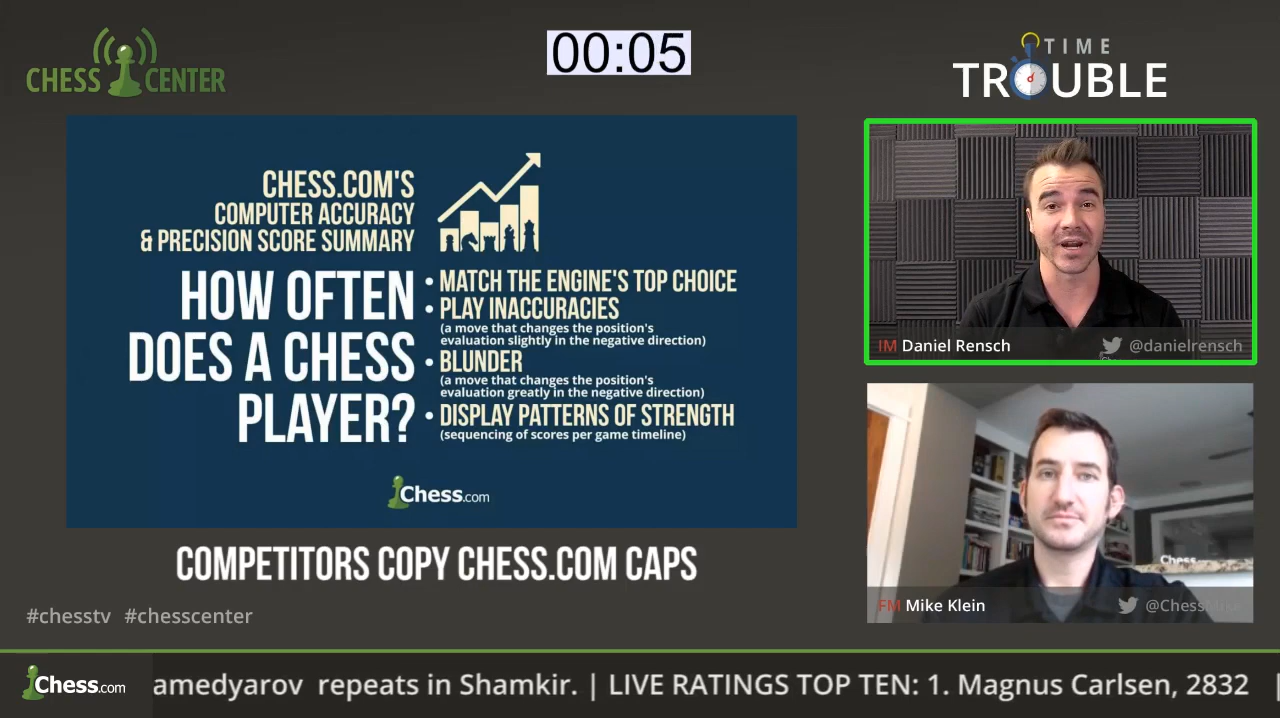 CHESS CENTER
00:05
TIME
TROUBLE
CHESS.COM'S
COMPUTER ACCURACY
& PRECISION SCORE SUMMARY
HOW OFTEN
DOES A CHESS
PLAYER?
• MATCH THE ENGINE'S TOP CHOICE
• PLAY INACCURACIES
(a move that changes the position's
evaluation slightly in the negative direction)
• BLUNDER
(a move that changes the position's
evaluation greatly in the negative direction)
• DISPLAY PATTERNS OF STRENGTH
(sequencing of scores per game timeline)
Chess.com
IM Daniel Rensch @danielrensch
Chess
FM Mike Klein @ChessMike
COMPETITORS COPY CHESS.COM CAPS
#chesstv #chesscenter
Chess.com amedyarov repeats in Shamkir. | LIVE RATINGS TOP TEN: 1. Magnus Carlsen, 2832 |